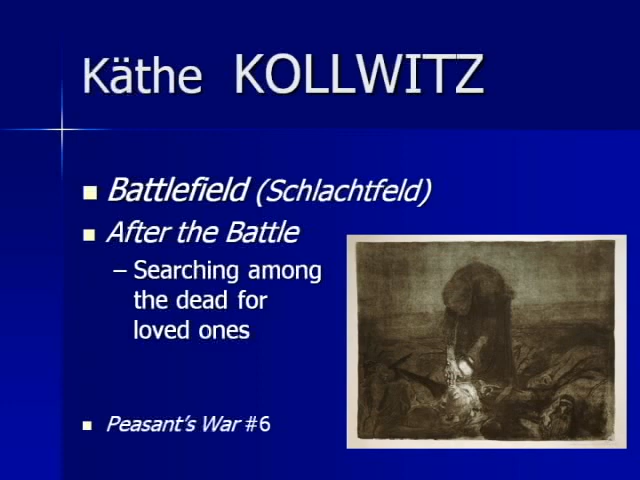 Käthe KOLLWITZ
Battlefield (Schlachtfeld)
After the Battle
– Searching among
the dead for
loved ones
Peasant’s War #6